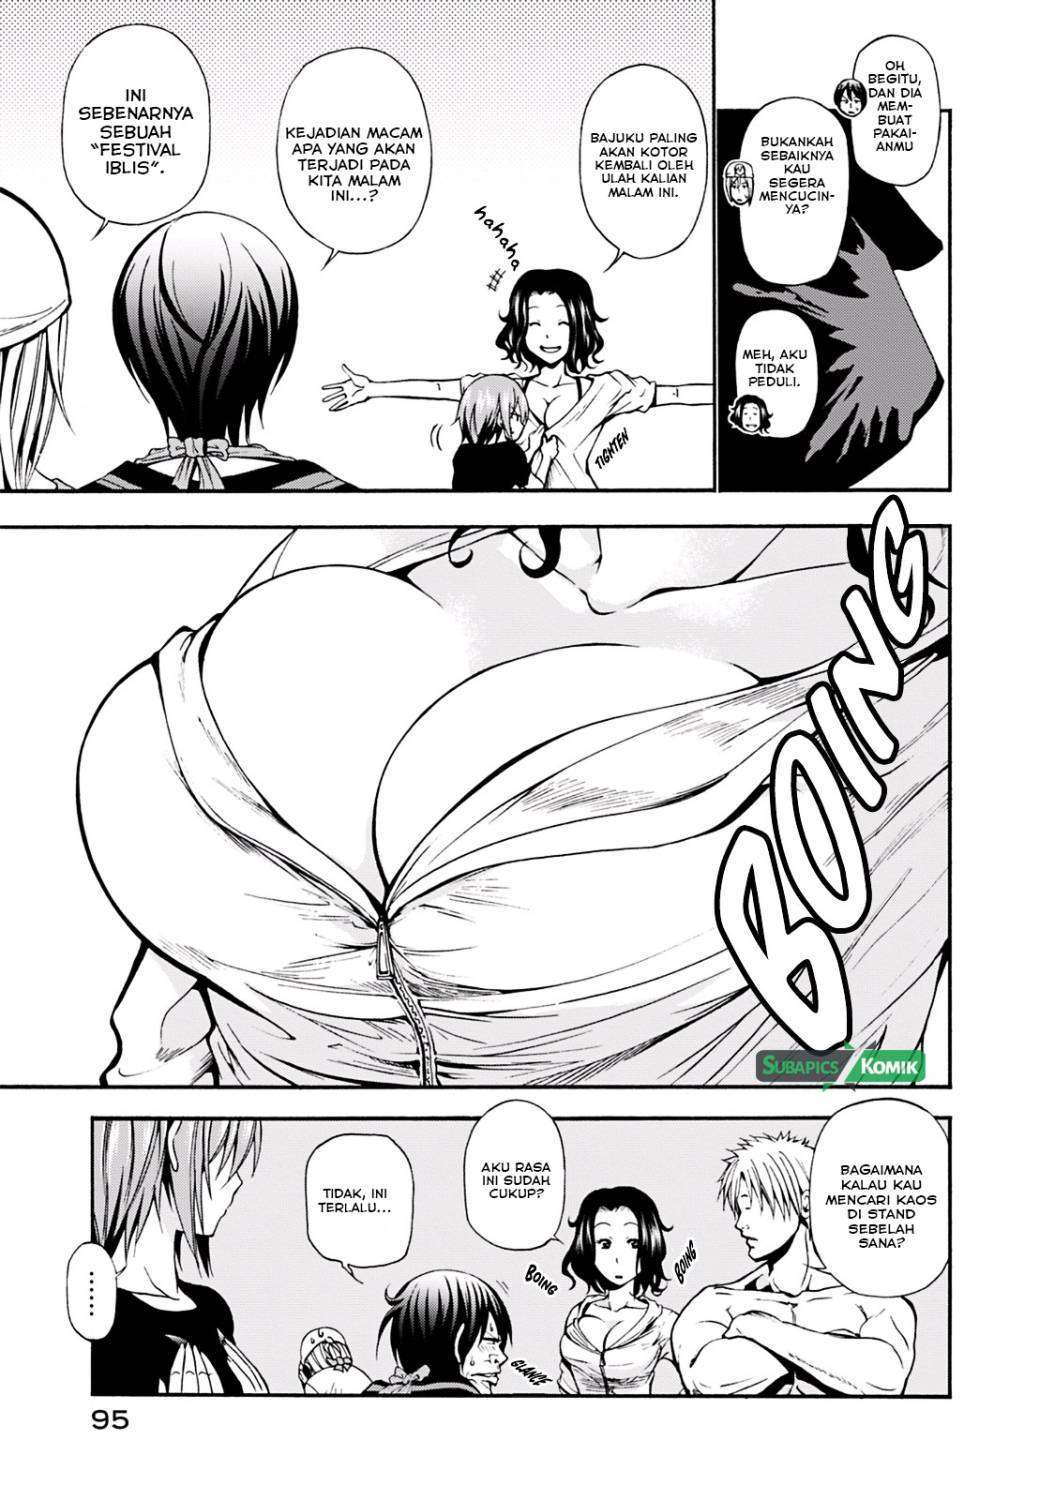 OH
BEGITU,
DAN DIA
MEM-
BUAT
PAKAI-
ANMU
BUKANKAH
SEBAIKNYA
KAU
SEGERA
MENCUCIN-
YA?
MEH, AKU
TIDAK
PEDULI.
BAJUKU PALING
AKAN KOTOR
KEMBALI OLEH
ULAH KALIAN
MALAM INI.
hahaha
TIGHTEN
KEJADIAN MACAM
APA YANG AKAN
TERJADI PADA
KITA MALAM
INI...?
INI
SEBENARNYA
SEBUAH
"FESTIVAL
IBLIS".
BOING
SUBAPICS KOMIK
BAGAIMANA
KALAU KAU
MENCARI KAOS
DI STAND
SEBELAH
SANA?
AKU RASA
INI SUDAH
CUKUP?
BOING
BOING
TIDAK, INI
TERLALU...
GLANCE
......
95